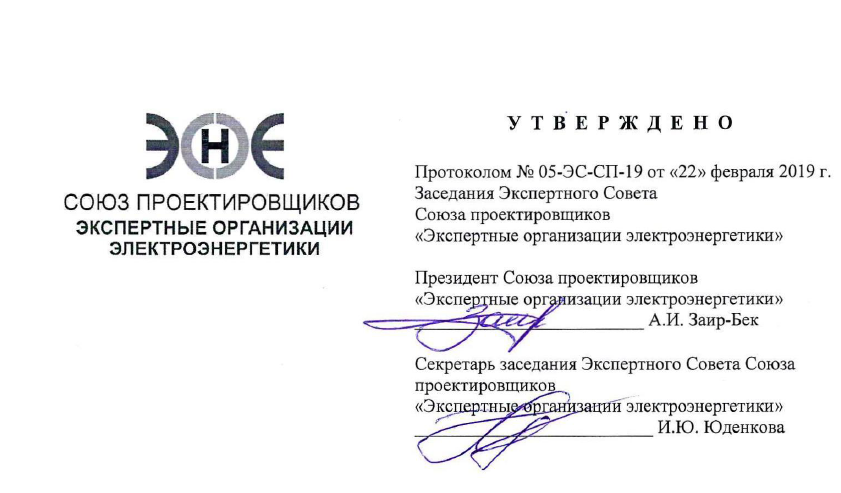 ЭНЕ
СОЮЗ ПРОЕКТИРОВЩИКОВ
ЭКСПЕРТНЫЕ ОРГАНИЗАЦИИ
ЭЛЕКТРОЭНЕРГЕТИКИ
У Т В Е Р Ж Д Е Н О
Протоколом № 05-ЭС-СП-19 от «22» февраля 2019 г.
Заседания Экспертного Совета
Союза проектировщиков
«Экспертные организации электроэнергетики»
Президент Союза проектировщиков
«Экспертные организации электроэнергетики»
А.И. Заир-Бек
Секретарь заседания Экспертного Совета Союза
проектировщиков
«Экспертные организации электроэнергетики»
И.Ю. Юденкова